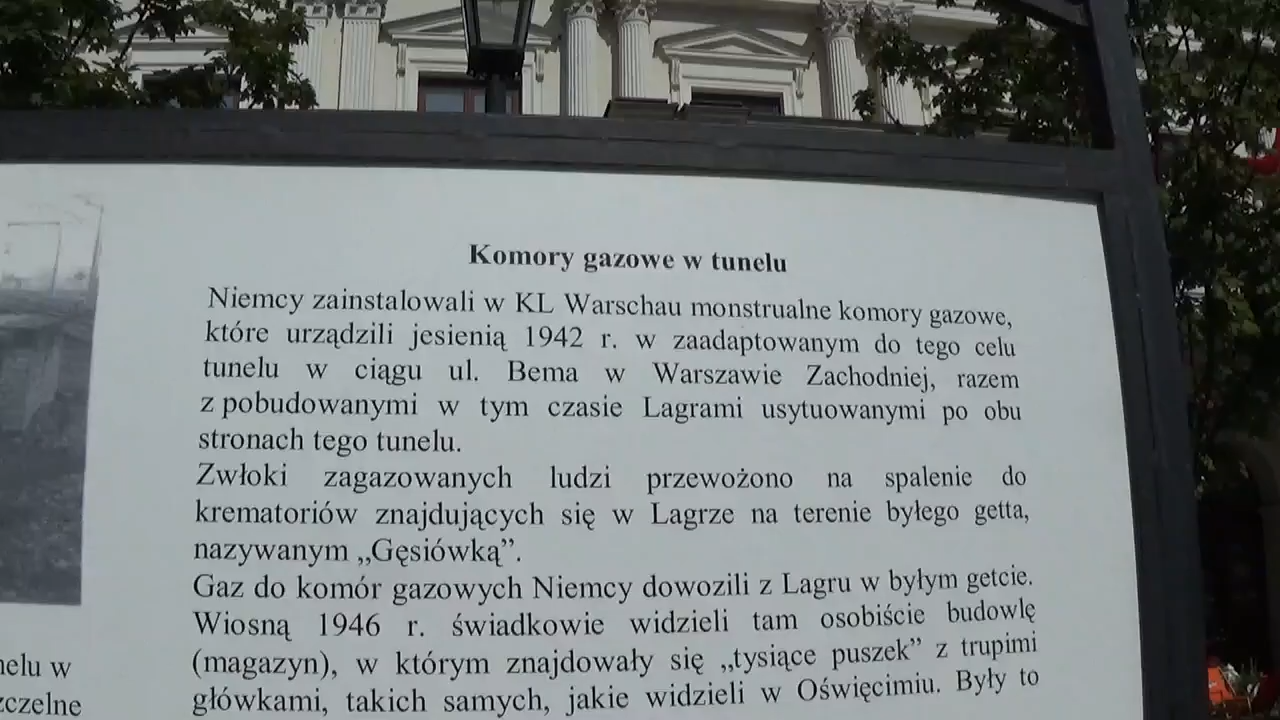 Komory gazowe w tunelu
Niemcy zainstalowali w KL Warschau monstrualne komory gazowe,
które urządzili jesienią 1942 r. w zaadaptowanym do tego celu
tunelu w ciągu ul. Bema w Warszawie Zachodniej, razem
z pobudowanymi w tym czasie Lagrami usytuowanymi po obu
stronach tego tunelu.
Zwłoki zagazowanych ludzi przewożono na spalenie do
krematoriów znajdujących się w Lagrze na terenie byłego getta,
nazywanym „Gęsiówką”.
Gaz do komór gazowych Niemcy dowozili z Lagru w byłym getcie.
Wiosną 1946 r. świadkowie widzieli tam osobiście budowlę
(magazyn), w którym znajdowały się „tysiące puszek” z trupimi
główkami, takich samych, jakie widzieli w Oświęcimiu. Były to
w